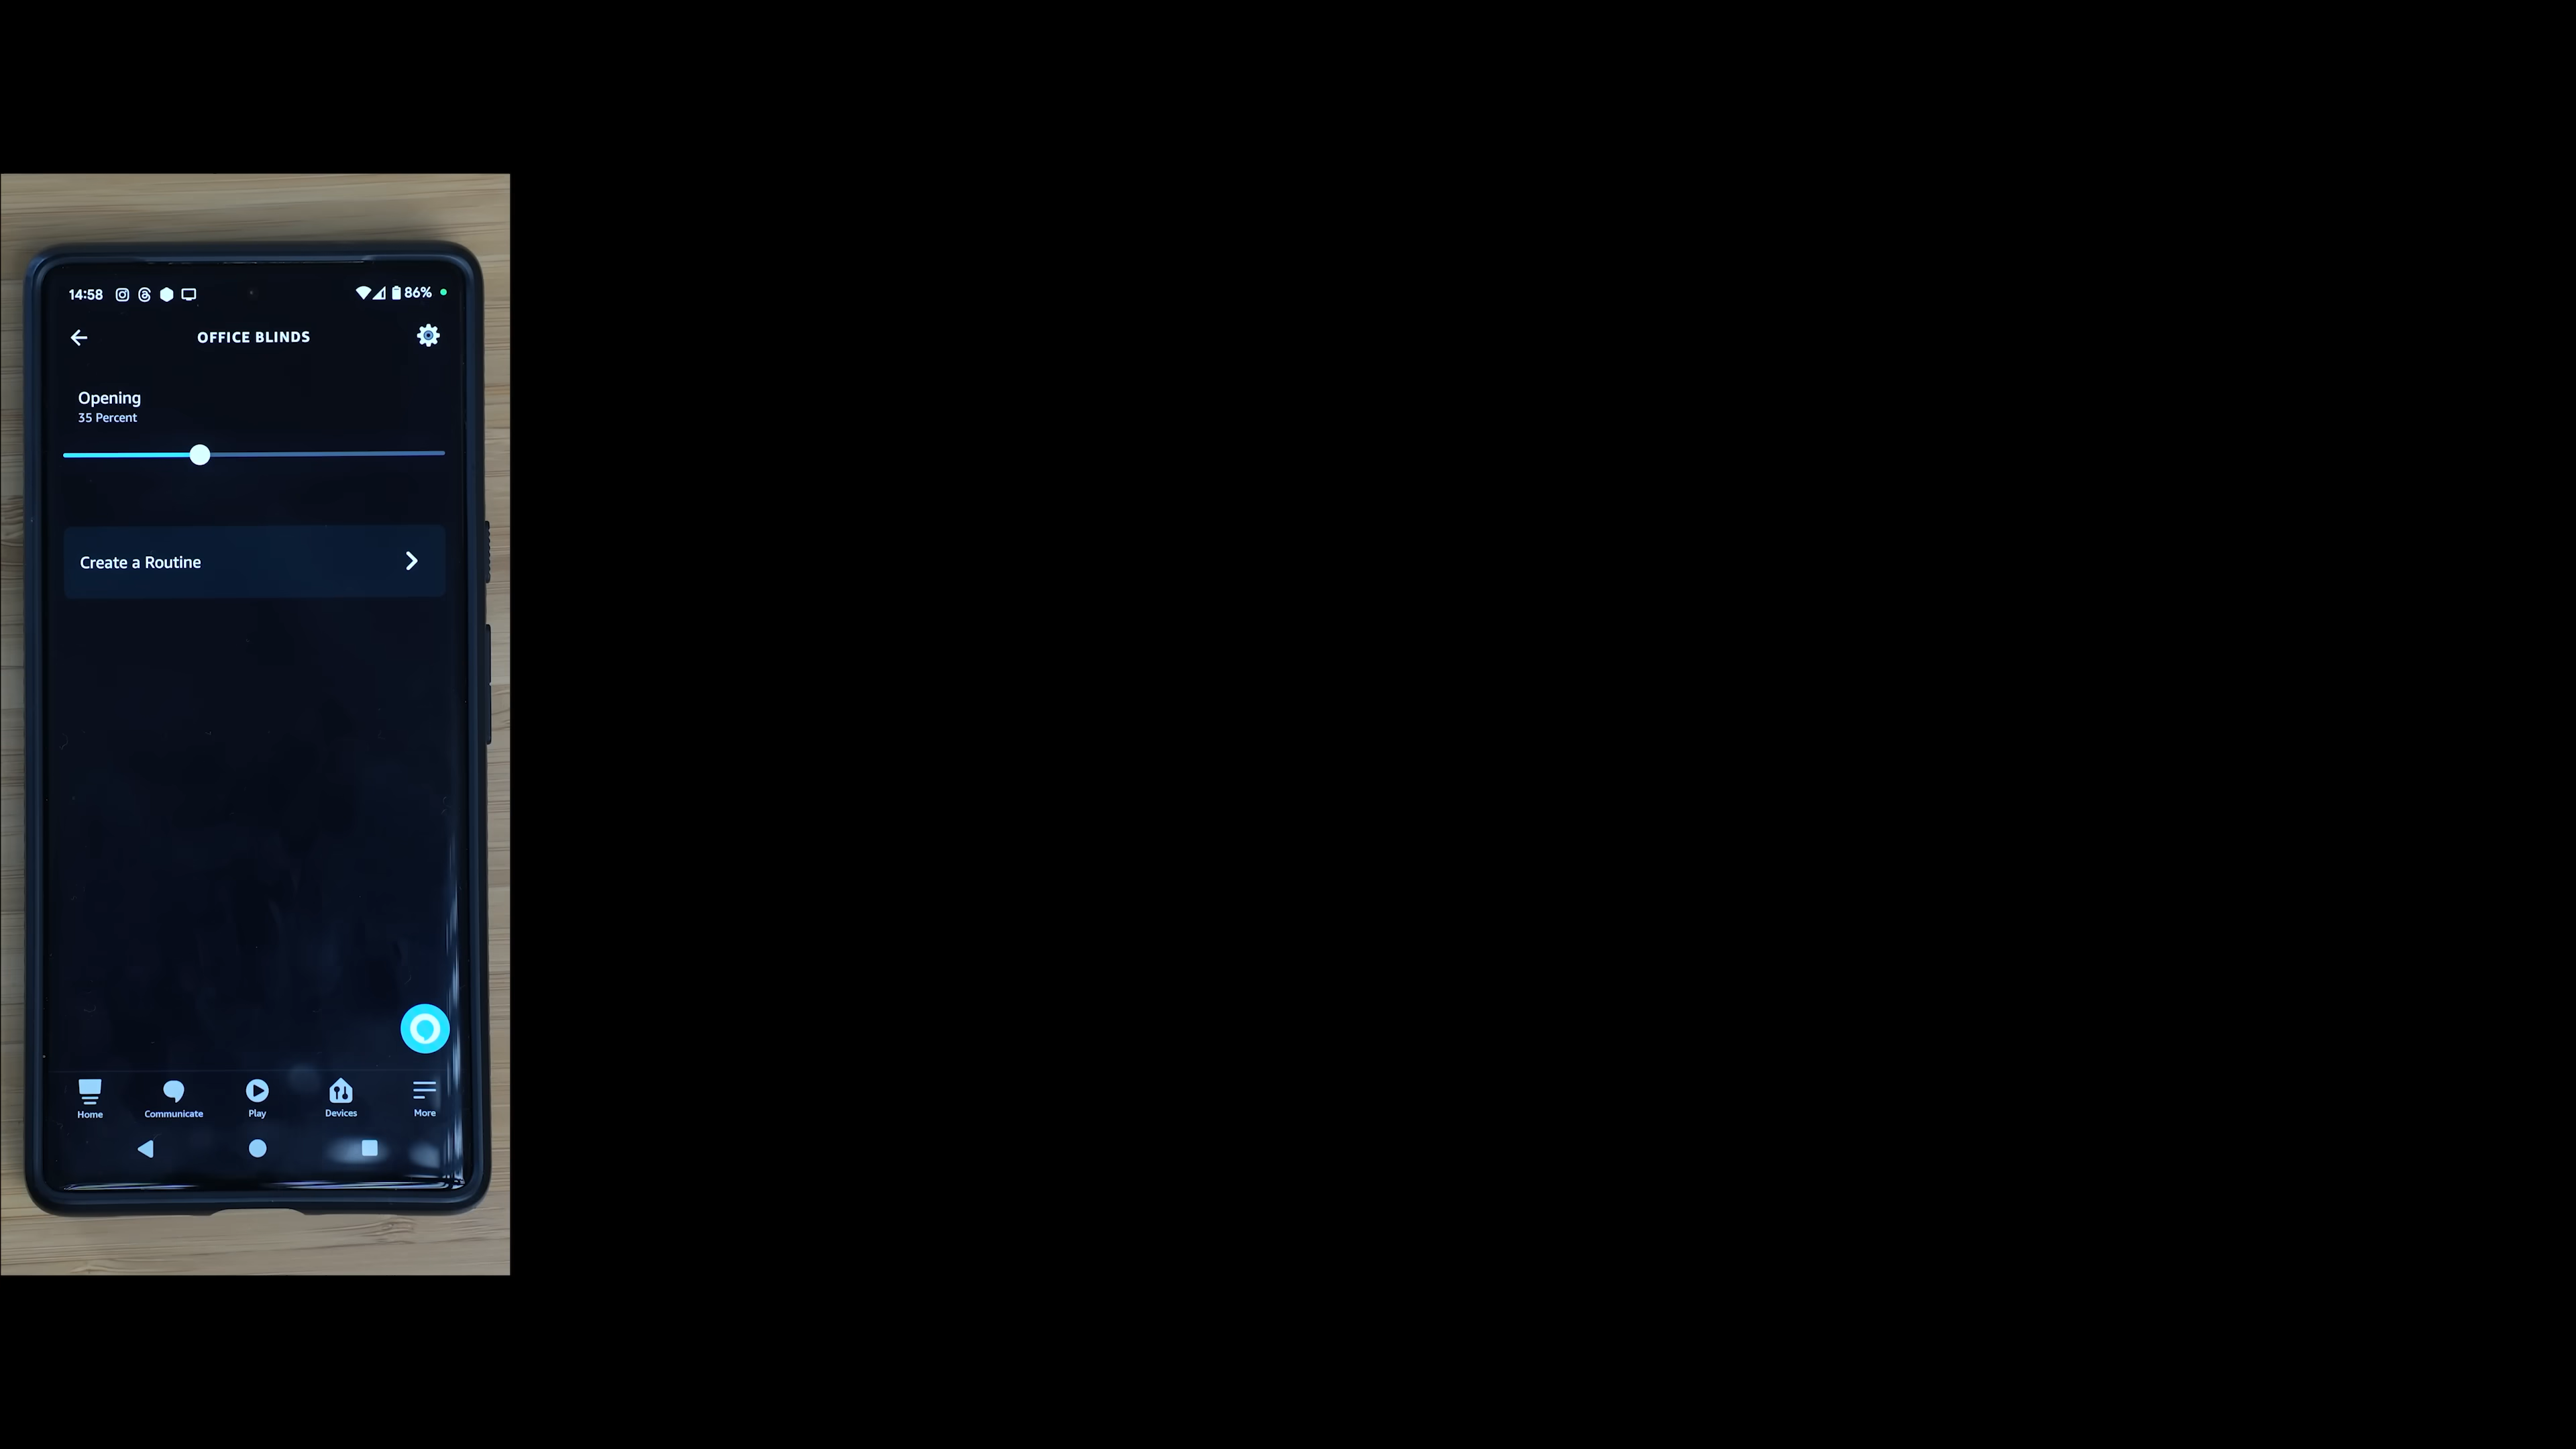 14:58 86%
OFFICE BLINDS
Opening
35 Percent
Create a Routine
Home Communicate Play Devices More